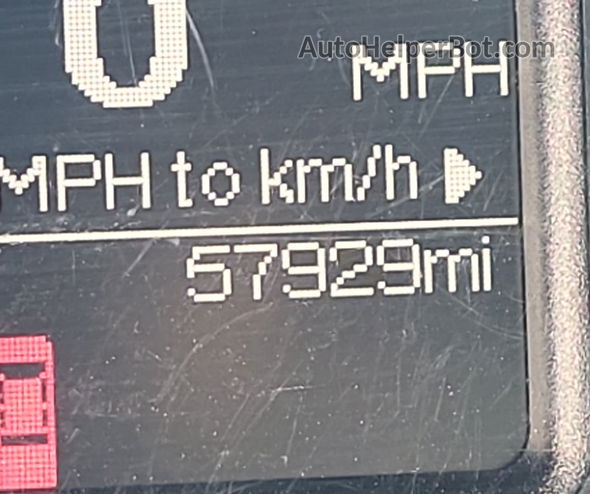 AutoHelperBot.com
0 MPH
MPH to km/h ▶
57929mi